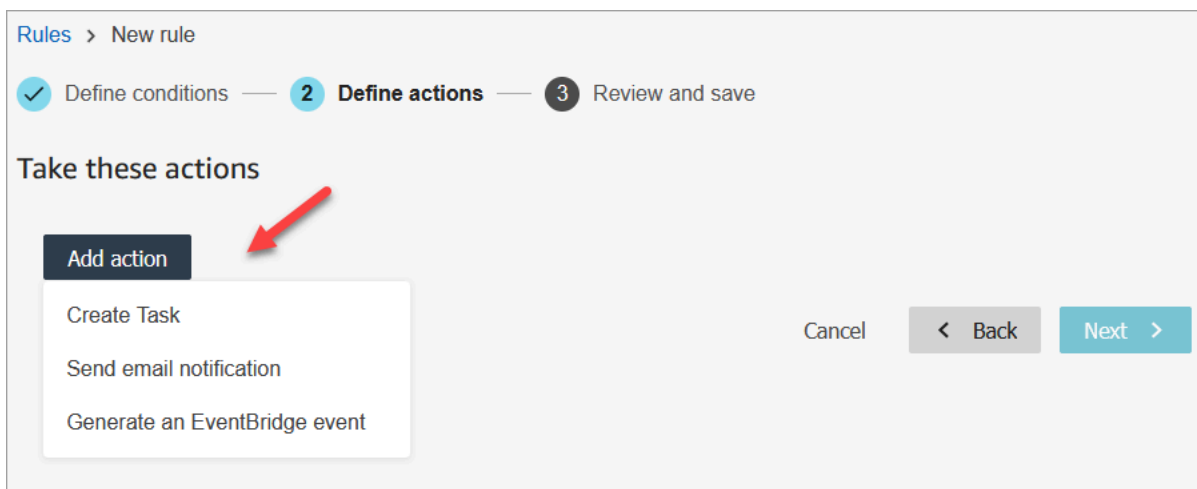 Rules > New rule
Define conditions 2 Define actions 3 Review and save
Take these actions
Add action
Create Task
Send email notification
Generate an EventBridge event
Cancel < Back Next >